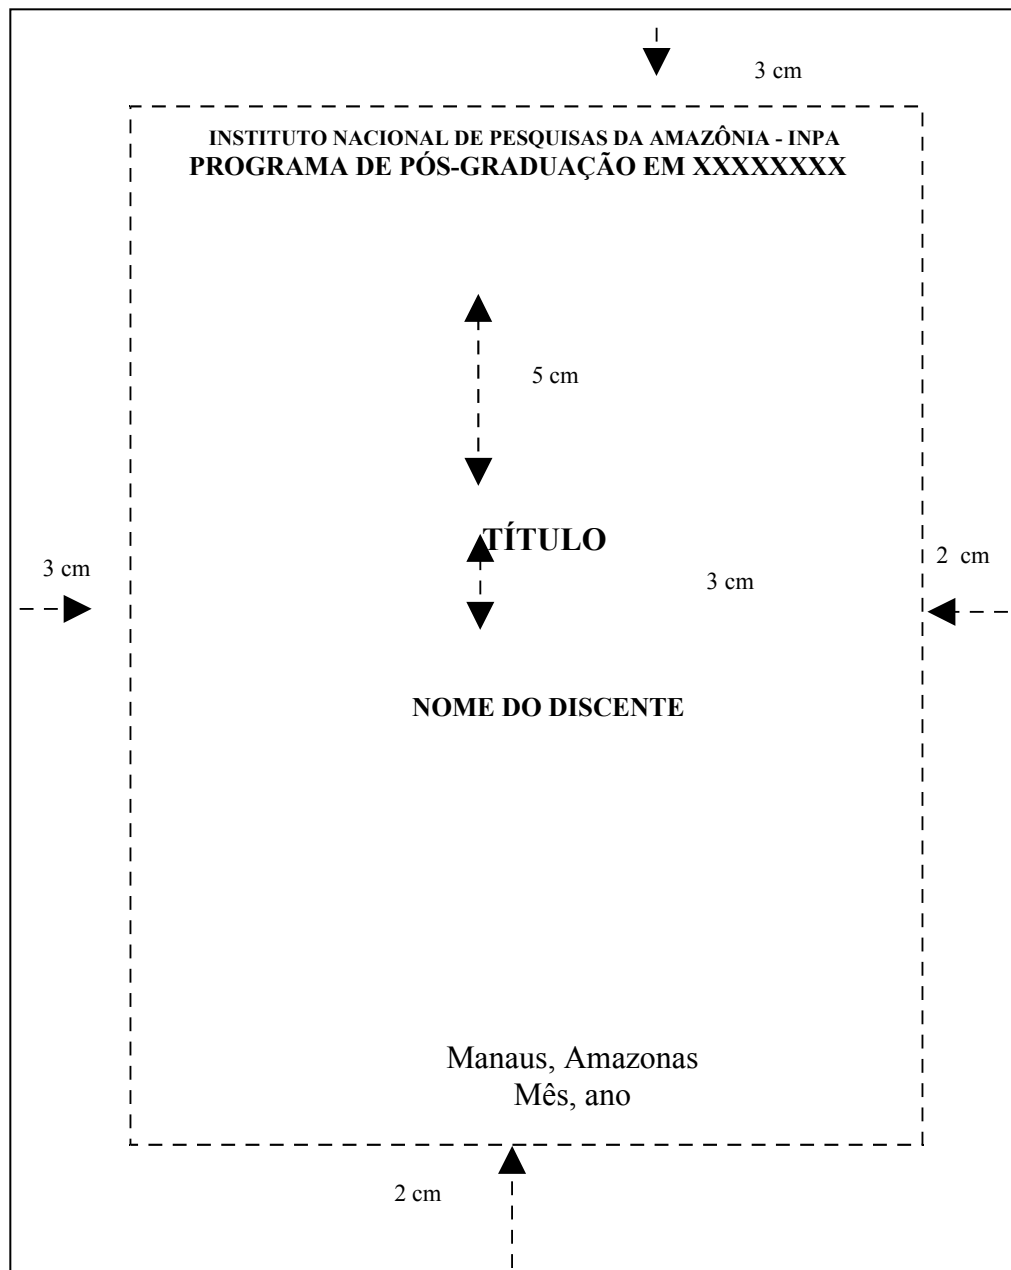 3 cm
INSTITUTO NACIONAL DE PESQUISAS DA AMAZÔNIA - INPA
PROGRAMA DE PÓS-GRADUAÇÃO EM XXXXXXXX
5 cm
TÍTULO
3 cm
2 cm
3 cm
NOME DO DISCENTE
Manaus, Amazonas
Mês, ano
2 cm